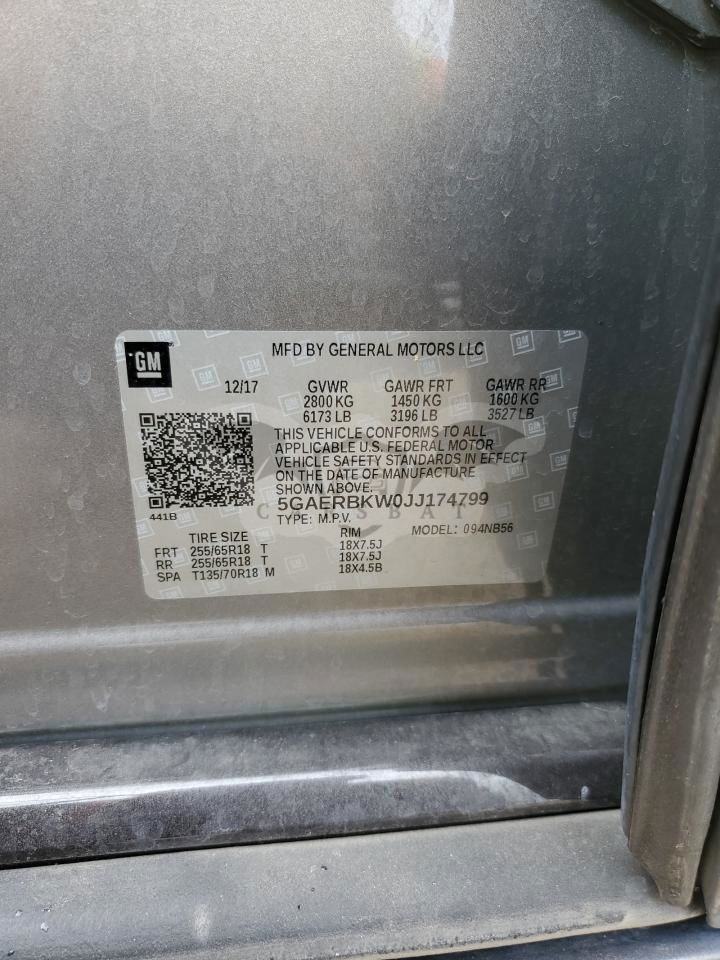 GM
MFD BY GENERAL MOTORS LLC
12/17 GVWR GAWR FRT GAWR RR
2800 KG 1450 KG 1600 KG
6173 LB 3196 LB 3527 LB
THIS VEHICLE CONFORMS TO ALL
APPLICABLE U.S. FEDERAL MOTOR
VEHICLE SAFETY STANDARDS IN EFFECT
ON THE DATE OF MANUFACTURE
SHOWN ABOVE.
441B 5GAERBKW0JJ174799
CARSBAT
TYPE: M.P.V. MODEL: 094NB56
TIRE SIZE RIM
FRT 255/65R18 T 18X7.5J
RR 255/65R18 T 18X7.5J
SPA T135/70R18 M 18X4.5B